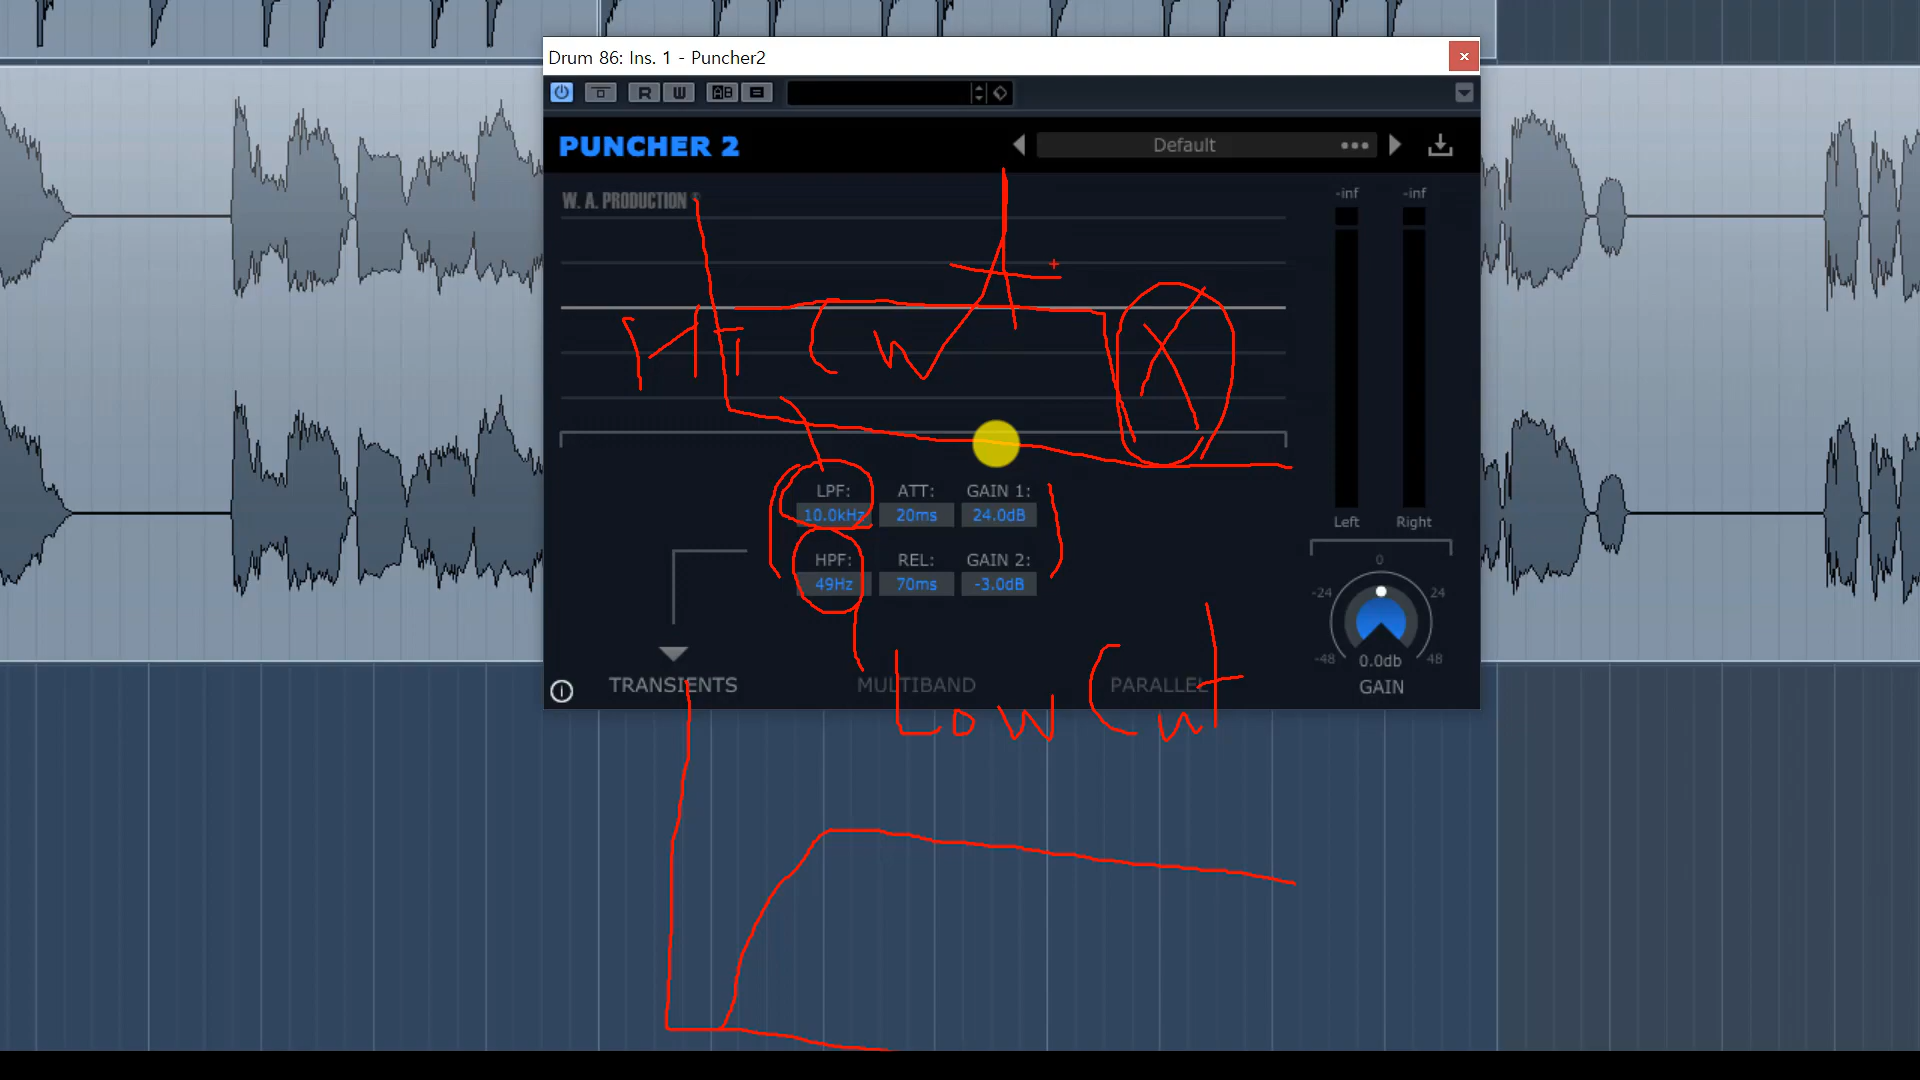 Drum 86: Ins. 1 - Puncher2
R W AB
PUNCHER 2
Default
W. A. PRODUCTION
-inf -inf
Hi Cut
X
LPF: ATT: GAIN 1:
10.0kHz 20ms 24.0dB
Left Right
HPF: REL: GAIN 2:
49Hz 70ms -3.0dB
0
-24 24
-48 0.0db 48
TRANSIENTS MULTIBAND PARALLEL GAIN
Low Cut